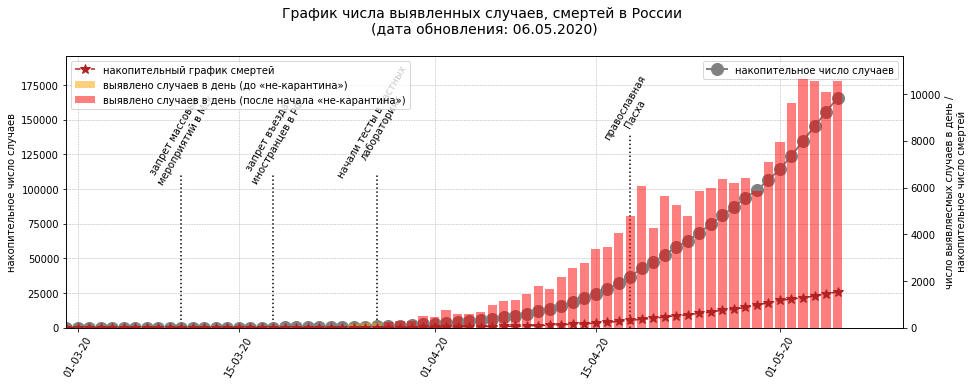 График числа выявленных случаев, смертей в России
(дата обновления: 06.05.2020)
накопительный график смертей
выявлено случаев в день (до «не-карантина»)
выявлено случаев в день (после начала «не-карантина»)
накопительное число случаев
накопительное число случаев
175000
150000
125000
100000
75000
50000
25000
0
запрет массовых
мероприятий в
запрет въезда
иностранцев в
начали тесты в частных
лабораториях
православная
Пасха
10000
8000
6000
4000
2000
0
число выявляесмых случаев в день /
накопительное число смертей
01-03-20
15-03-20
01-04-20
15-04-20
01-05-20